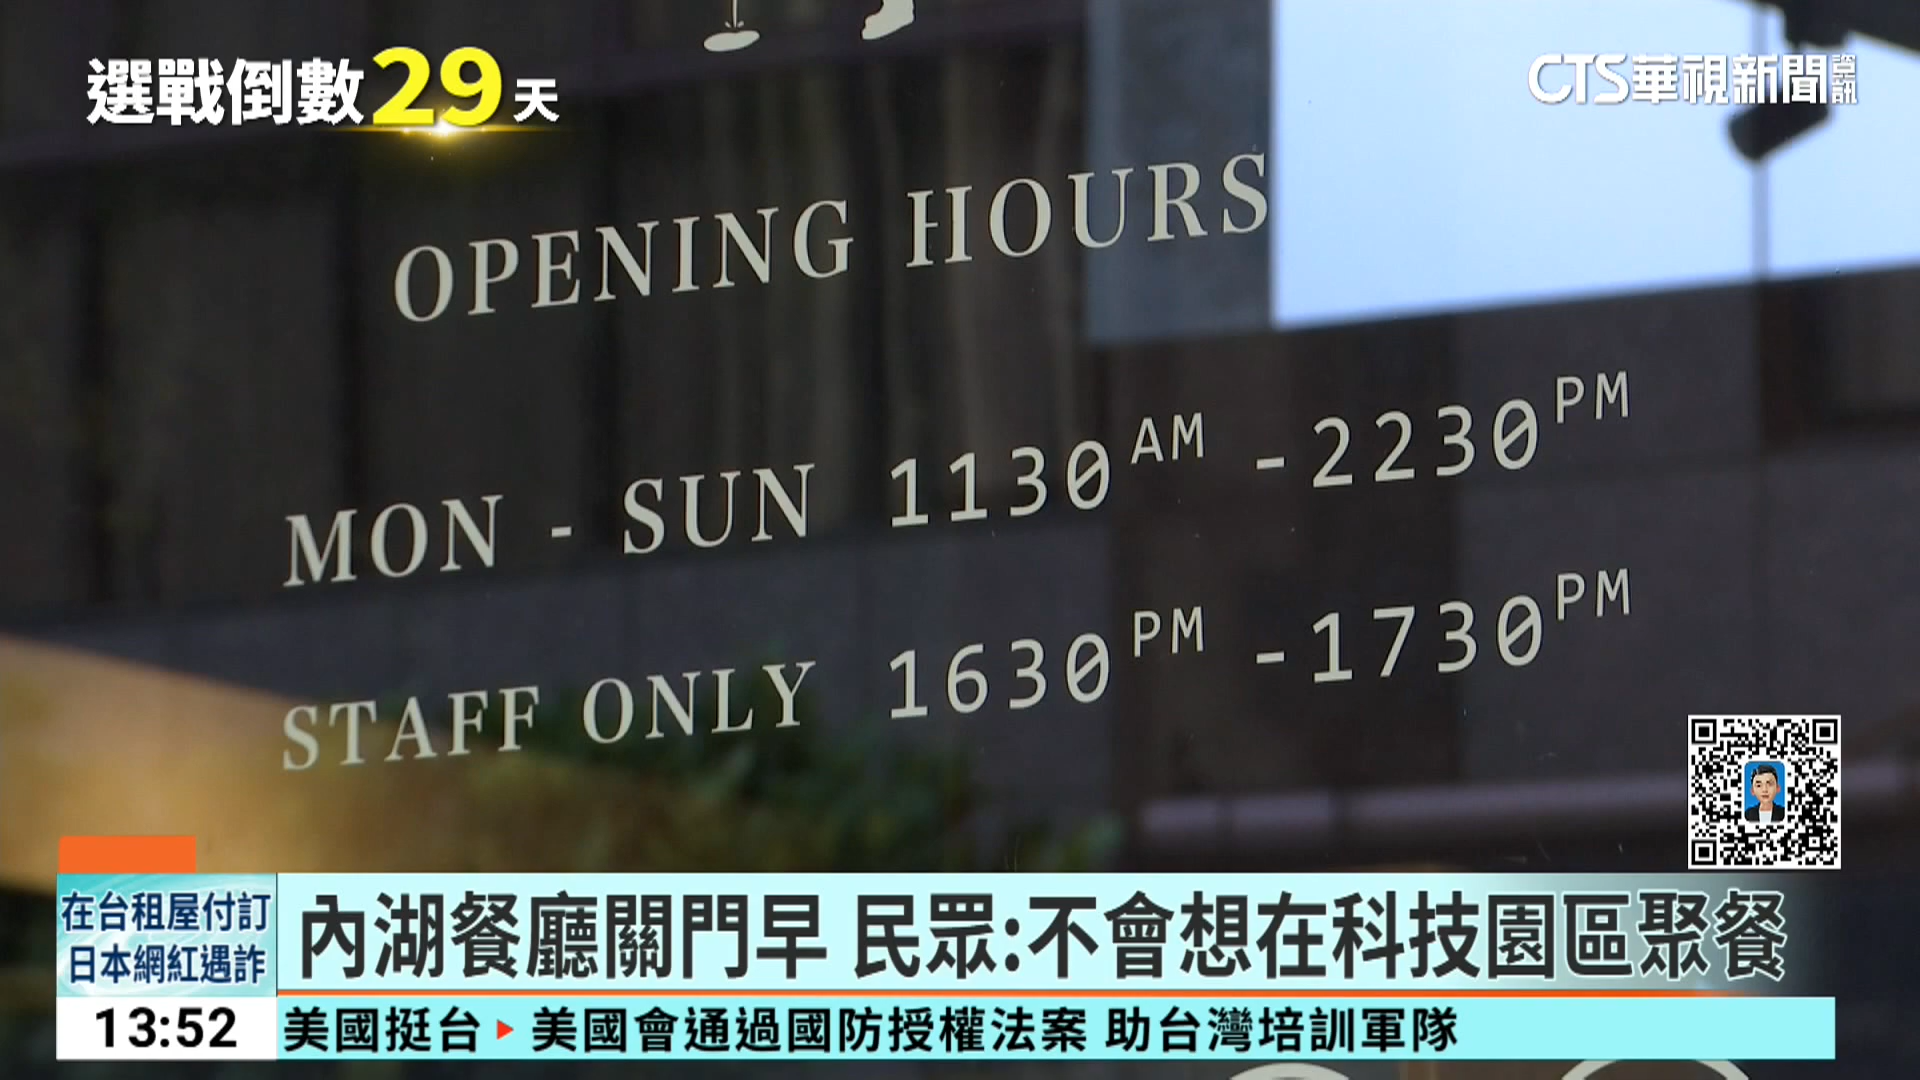 選戰倒數29天
CTS華視新聞資訊
OPENING HOURS
MON - SUN 1130AM - 2230PM
STAFF ONLY 1630PM - 1730PM
在台租屋付訂
日本網紅遇詐
內湖餐廳關門早 民眾:不會想在科技園區聚餐
13:52
美國挺台▶美國會通過國防授權法案 助台灣培訓軍隊